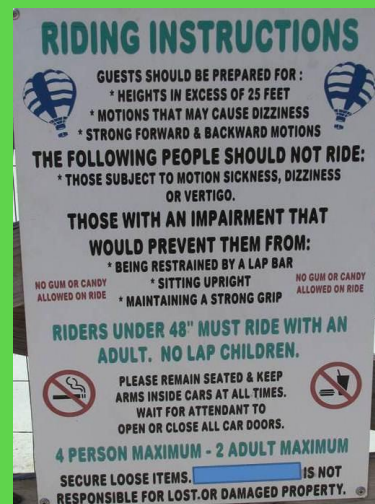 RIDING INSTRUCTIONS
GUESTS SHOULD BE PREPARED FOR :
* HEIGHTS IN EXCESS OF 25 FEET
* MOTIONS THAT MAY CAUSE DIZZINESS
* STRONG FORWARD & BACKWARD MOTIONS
THE FOLLOWING PEOPLE SHOULD NOT RIDE:
* THOSE SUBJECT TO MOTION SICKNESS, DIZZINESS
OR VERTIGO.
THOSE WITH AN IMPAIRMENT THAT
WOULD PREVENT THEM FROM:
* BEING RESTRAINED BY A LAP BAR
* SITTING UPRIGHT
* MAINTAINING A STRONG GRIP
NO GUM OR CANDY
ALLOWED ON RIDE
NO GUM OR CANDY
ALLOWED ON RIDE
RIDERS UNDER 48" MUST RIDE WITH AN
ADULT. NO LAP CHILDREN.
PLEASE REMAIN SEATED & KEEP
ARMS INSIDE CARS AT ALL TIMES.
WAIT FOR ATTENDANT TO
OPEN OR CLOSE ALL CAR DOORS.
4 PERSON MAXIMUM - 2 ADULT MAXIMUM
SECURE LOOSE ITEMS. IS NOT
RESPONSIBLE FOR LOST.OR DAMAGED PROPERTY.